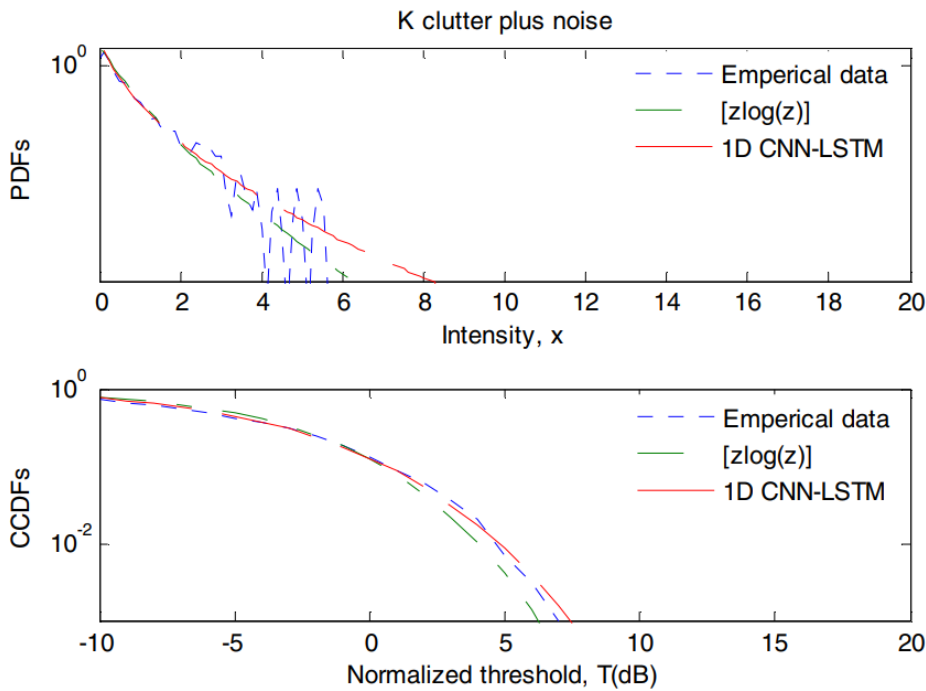 K clutter plus noise
PDFs
10^0
Emperical data
[zlog(z)]
1D CNN-LSTM
0 2 4 6 8 10 12 14 16 18 20
Intensity, x
CCDFs
10^0
10^-2
Emperical data
[zlog(z)]
1D CNN-LSTM
-10 -5 0 5 10 15 20
Normalized threshold, T(dB)